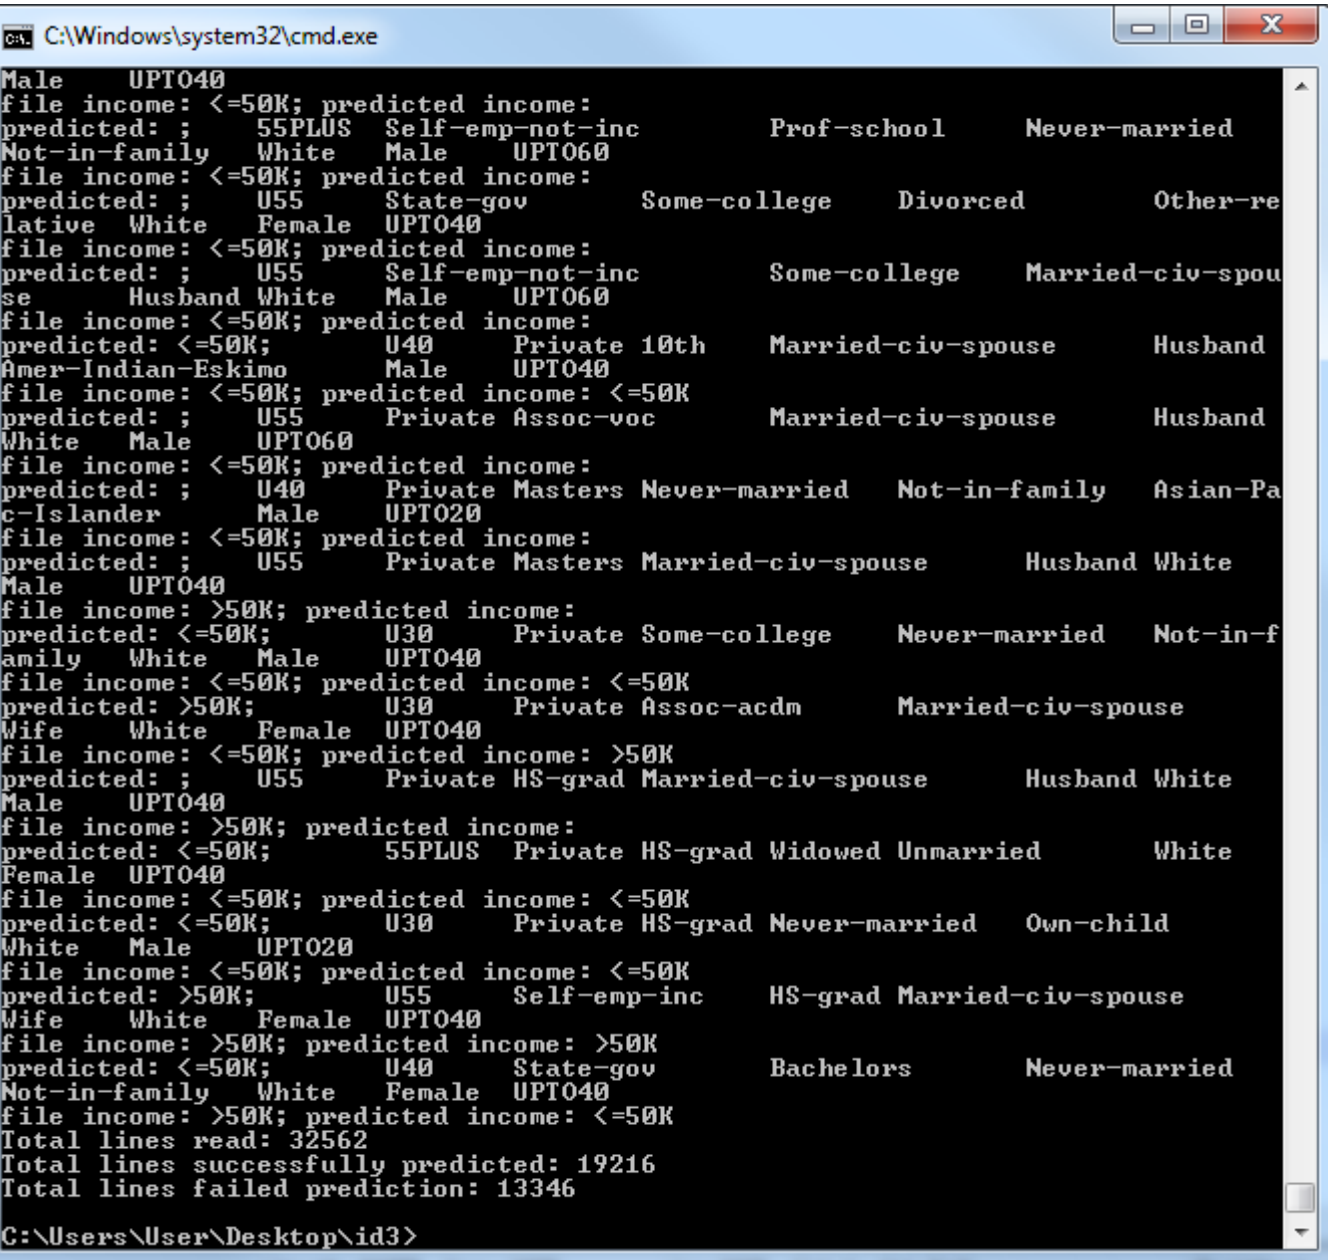 C:\Windows\system32\cmd.exe
Male UPTO40
file income: <=50K; predicted income:
predicted: ; 55PLUS Self-emp-not-inc Prof-school Never-married
Not-in-family White Male UPTO60
file income: <=50K; predicted income:
predicted: ; U55 State-gov Some-college Divorced Other-re
lative White Female UPTO40
file income: <=50K; predicted income:
predicted: ; U55 Self-emp-not-inc Some-college Married-civ-spou
se Husband White Male UPTO60
file income: <=50K; predicted income:
predicted: <=50K; U40 Private 10th Married-civ-spouse Husband
Amer-Indian-Eskimo Male UPTO40
file income: <=50K; predicted income: <=50K
predicted: ; U55 Private Assoc-voc Married-civ-spouse Husband
White Male UPTO60
file income: <=50K; predicted income:
predicted: ; U40 Private Masters Never-married Not-in-family Asian-Pa
c-Islander Male UPTO20
file income: <=50K; predicted income:
predicted: ; U55 Private Masters Married-civ-spouse Husband White
Male UPTO40
file income: >50K; predicted income:
predicted: <=50K; U30 Private Some-college Never-married Not-in-f
amily White Male UPTO40
file income: <=50K; predicted income: <=50K
predicted: >50K; U30 Private Assoc-acdm Married-civ-spouse
Wife White Female UPTO40
file income: <=50K; predicted income: >50K
predicted: ; U55 Private HS-grad Married-civ-spouse Husband White
Male UPTO40
file income: >50K; predicted income:
predicted: <=50K; 55PLUS Private HS-grad Widowed Unmarried White
Female UPTO40
file income: <=50K; predicted income: <=50K
predicted: <=50K; U30 Private HS-grad Never-married Own-child
White Male UPTO20
file income: <=50K; predicted income: <=50K
predicted: >50K; U55 Self-emp-inc HS-grad Married-civ-spouse
Wife White Female UPTO40
file income: >50K; predicted income: >50K
predicted: <=50K; U40 State-gov Bachelors Never-married
Not-in-family White Female UPTO40
file income: >50K; predicted income: <=50K
Total lines read: 32562
Total lines successfully predicted: 19216
Total lines failed prediction: 13346
C:\Users\User\Desktop\id3>